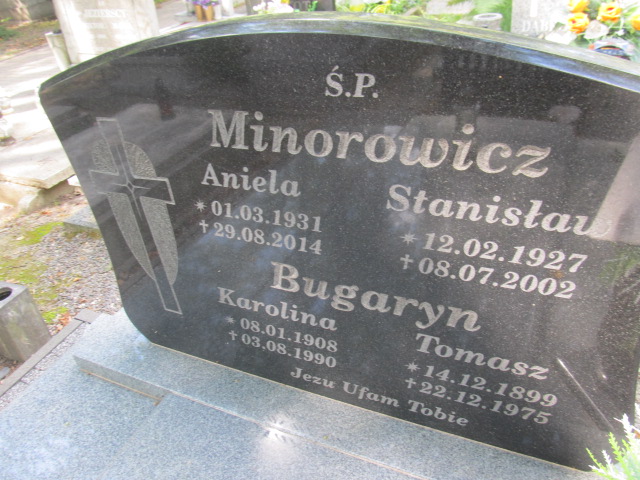 Ś.P.
Minorowicz
Aniela
* 01.03.1931
† 29.08.2014
Stanisław
* 12.02.1927
† 08.07.2002
Bugaryn
Karolina
* 08.01.1908
† 03.08.1990
Tomasz
* 14.12.1899
† 22.12.1975
Jezu Ufam Tobie